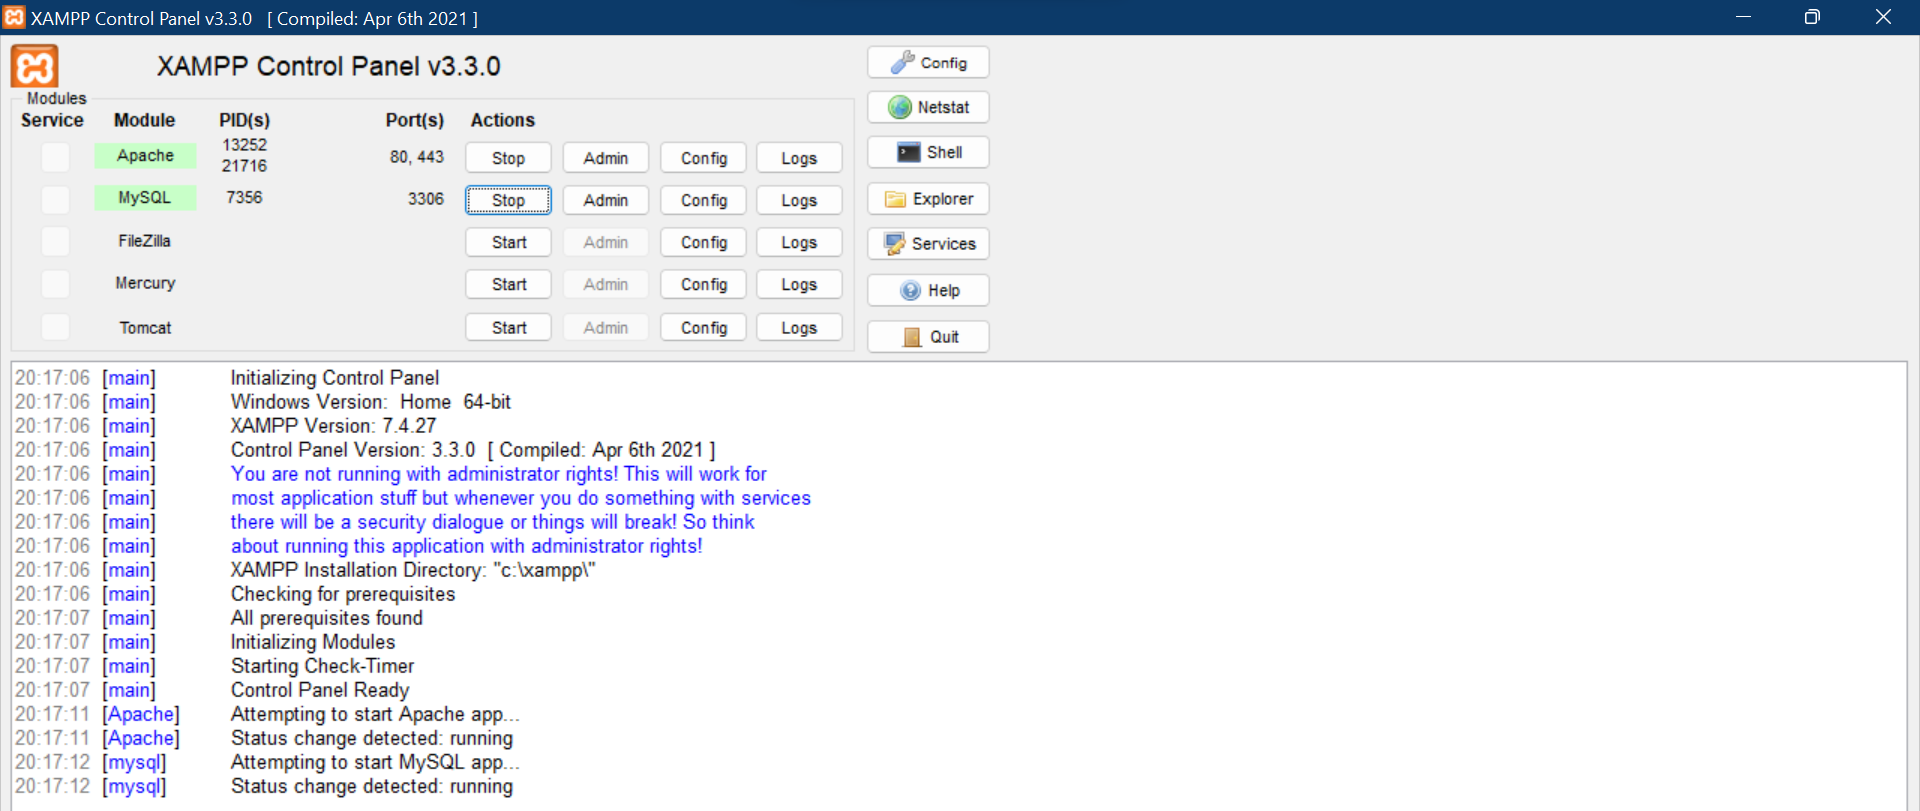 XAMPP Control Panel v3.3.0 [ Compiled: Apr 6th 2021 ]
XAMPP Control Panel v3.3.0
Config
Netstat
Shell
Explorer
Services
Help
Quit
Modules
Service Module PID(s) Port(s) Actions
Apache 13252 21716 80, 443 Stop Admin Config Logs
MySQL 7356 3306 Stop Admin Config Logs
FileZilla Start Admin Config Logs
Mercury Start Admin Config Logs
Tomcat Start Admin Config Logs
20:17:06 [main] Initializing Control Panel
20:17:06 [main] Windows Version: Home 64-bit
20:17:06 [main] XAMPP Version: 7.4.27
20:17:06 [main] Control Panel Version: 3.3.0 [ Compiled: Apr 6th 2021 ]
20:17:06 [main] You are not running with administrator rights! This will work for
20:17:06 [main] most application stuff but whenever you do something with services
20:17:06 [main] there will be a security dialogue or things will break! So think
20:17:06 [main] about running this application with administrator rights!
20:17:06 [main] XAMPP Installation Directory: "c:\xampp\"
20:17:06 [main] Checking for prerequisites
20:17:07 [main] All prerequisites found
20:17:07 [main] Initializing Modules
20:17:07 [main] Starting Check-Timer
20:17:07 [main] Control Panel Ready
20:17:11 [Apache] Attempting to start Apache app...
20:17:11 [Apache] Status change detected: running
20:17:12 [mysql] Attempting to start MySQL app...
20:17:12 [mysql] Status change detected: running